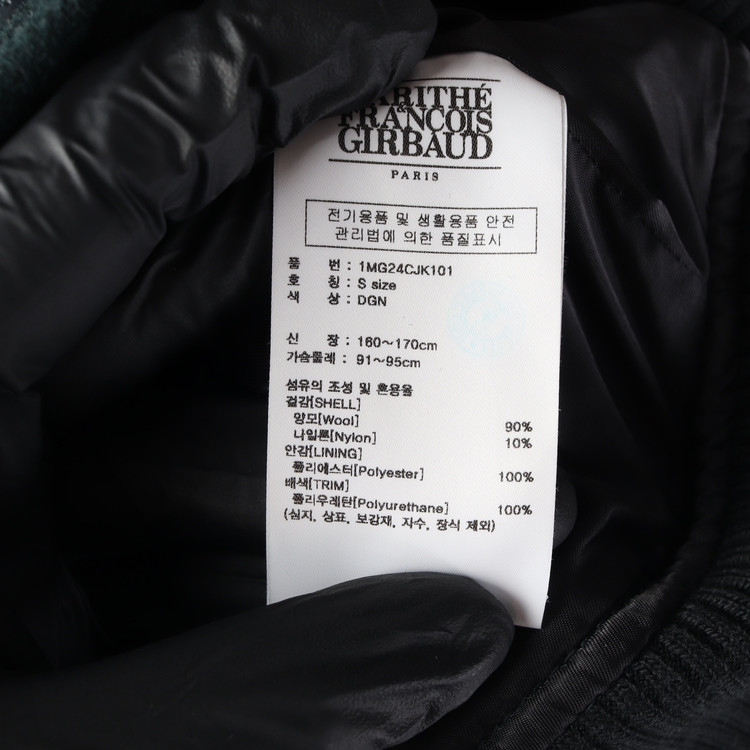 ARITHÉ
&
FRANCOIS
GIRBAUD
PARIS
전기용품 및 생활용품 안전
관리법에 의한 품질표시
품 번 : 1MG24CJK101
호 칭 : S size
색 상 : DGN
신 장 : 160~170cm
가슴둘레 : 91~95cm
섬유의 조성 및 혼용율
겉감[SHELL]
양모[Wool] 90%
나일론[Nylon] 10%
안감[LINING]
폴리에스터[Polyester] 100%
배색[TRIM]
폴리우레탄[Polyurethane] 100%
(심지, 상표, 보강재, 자수, 장식 제외)